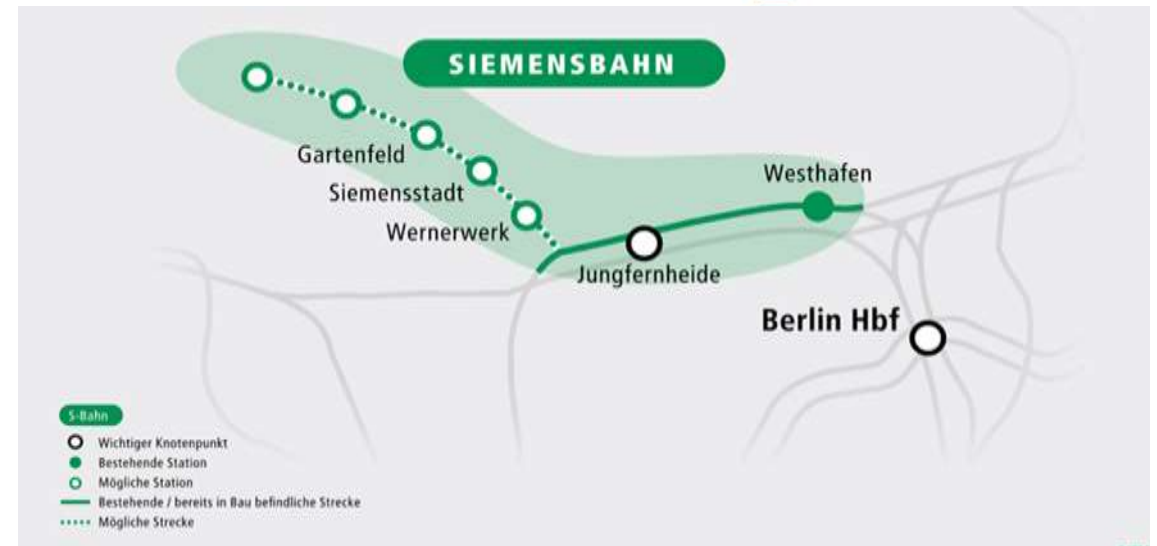 SIEMENSBAHN
Gartenfeld
Siemensstadt
Wernerwerk
Westhafen
Jungfernheide
Berlin Hbf
S-Bahn
Wichtiger Knotenpunkt
Bestehende Station
Mögliche Station
Bestehende / bereits in Bau befindliche Strecke
Mögliche Strecke